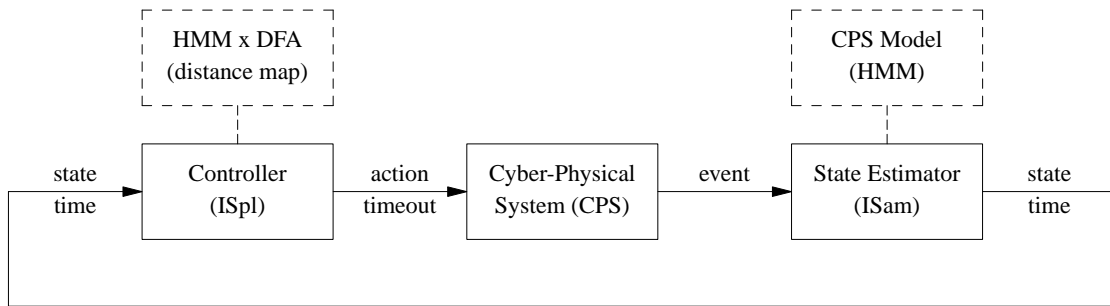 HMM x DFA
(distance map)
CPS Model
(HMM)
state
time
Controller
(ISpl)
action
timeout
Cyber-Physical
System (CPS)
event
State Estimator
(ISam)
state
time